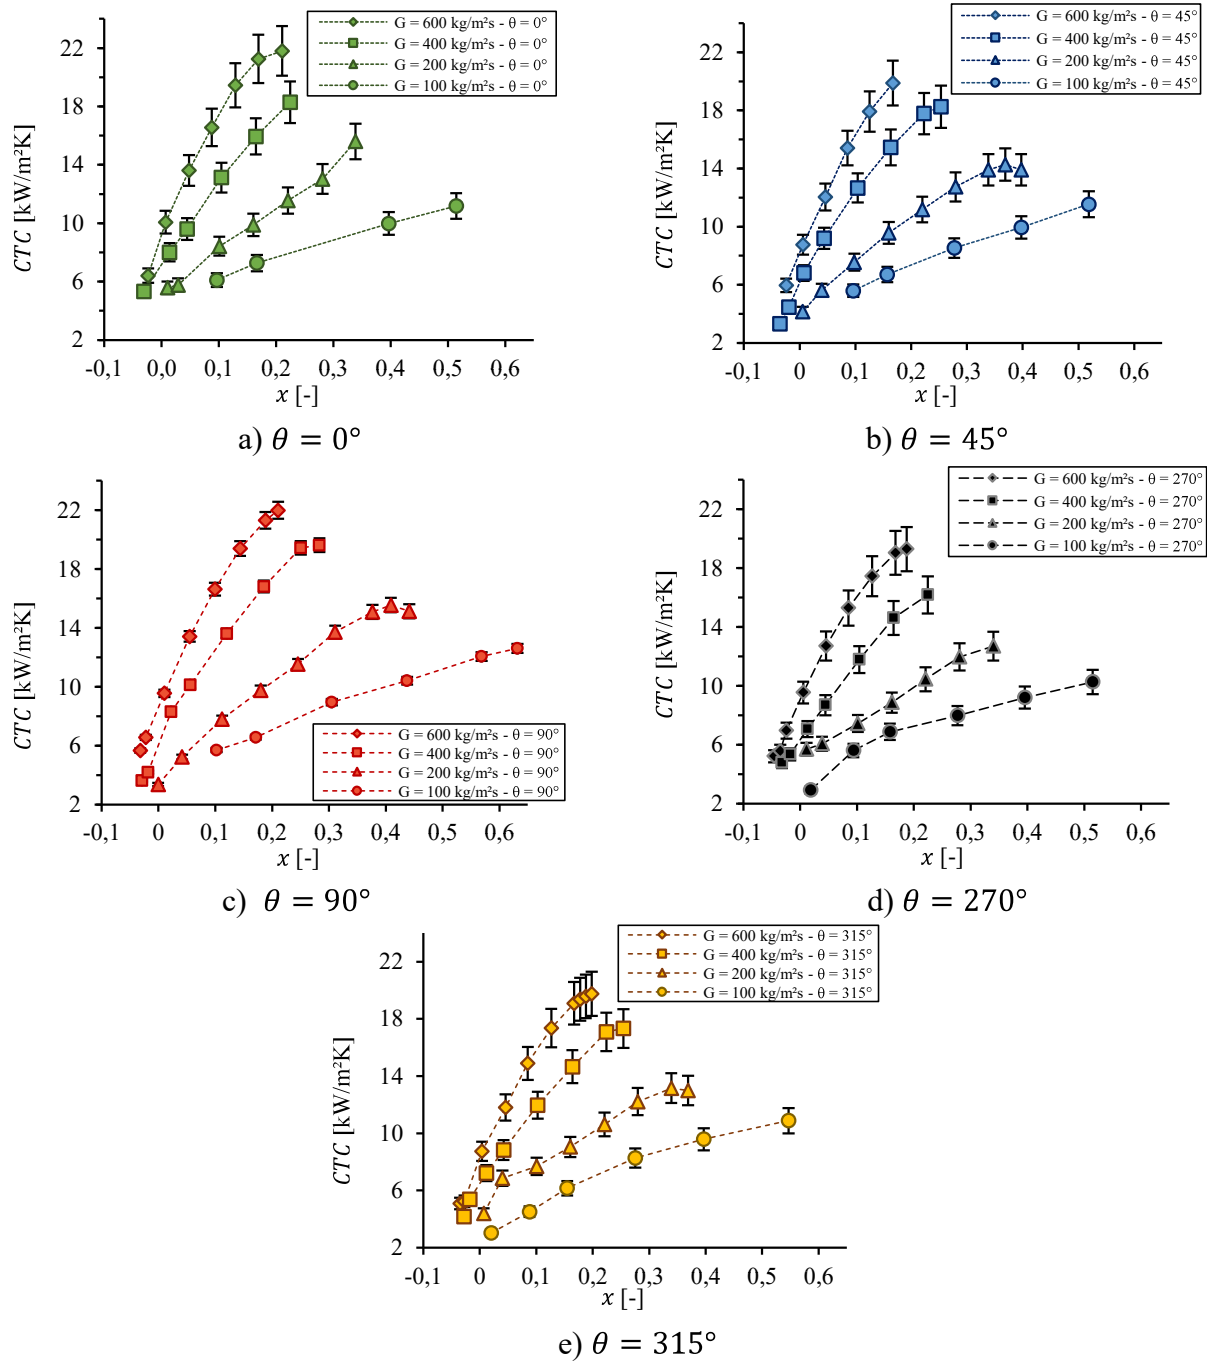 G = 600 kg/m²s - θ = 0°
G = 400 kg/m²s - θ = 0°
G = 200 kg/m²s - θ = 0°
G = 100 kg/m²s - θ = 0°
CTC [kW/m²K]
22
18
14
10
6
2
-0,1 0,0 0,1 0,2 0,3 0,4 0,5 0,6
x [-]
a) θ = 0°
G = 600 kg/m²s - θ = 45°
G = 400 kg/m²s - θ = 45°
G = 200 kg/m²s - θ = 45°
G = 100 kg/m²s - θ = 45°
CTC [kW/m²K]
22
18
14
10
6
2
-0,1 0 0,1 0,2 0,3 0,4 0,5 0,6
x [-]
b) θ = 45°
CTC [kW/m²K]
22
18
14
10
6
2
G = 600 kg/m²s - θ = 90°
G = 400 kg/m²s - θ = 90°
G = 200 kg/m²s - θ = 90°
G = 100 kg/m²s - θ = 90°
-0,1 0 0,1 0,2 0,3 0,4 0,5 0,6
x [-]
c) θ = 90°
G = 600 kg/m²s - θ = 270°
G = 400 kg/m²s - θ = 270°
G = 200 kg/m²s - θ = 270°
G = 100 kg/m²s - θ = 270°
CTC [kW/m²K]
22
18
14
10
6
2
-0,1 0 0,1 0,2 0,3 0,4 0,5 0,6
x [-]
d) θ = 270°
G = 600 kg/m²s - θ = 315°
G = 400 kg/m²s - θ = 315°
G = 200 kg/m²s - θ = 315°
G = 100 kg/m²s - θ = 315°
CTC [kW/m²K]
22
18
14
10
6
2
-0,1 0 0,1 0,2 0,3 0,4 0,5 0,6
x [-]
e) θ = 315°